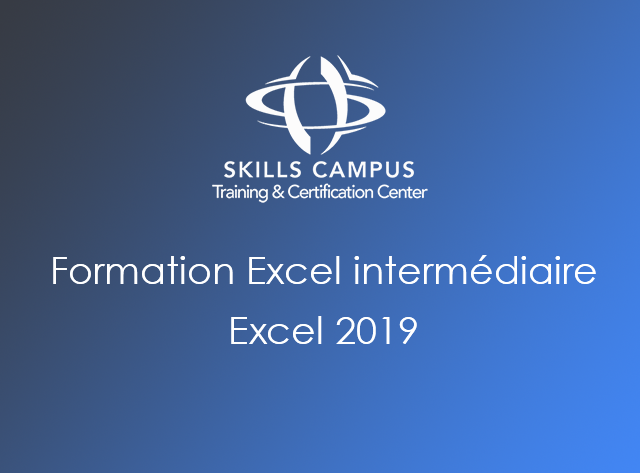 SKILLS CAMPUS
Training & Certification Center
Formation Excel intermédiaire
Excel 2019